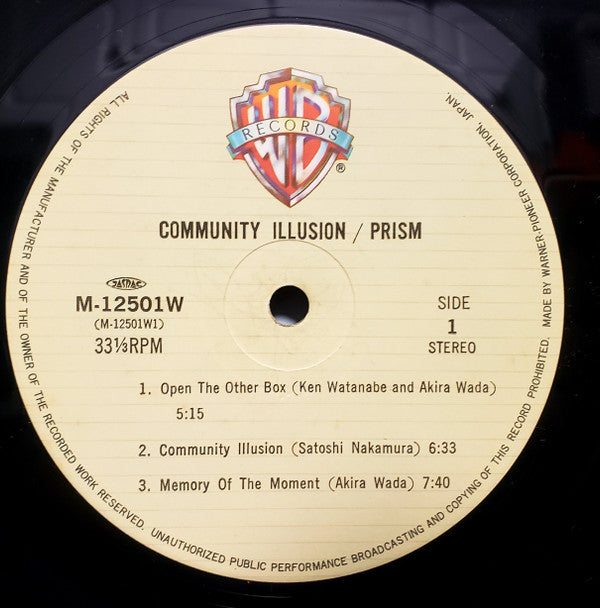 WB
RECORDS
®
COMMUNITY ILLUSION / PRISM
JASRAC
M-12501W
(M-12501W1)
33⅓RPM
SIDE
1
STEREO
1. Open The Other Box (Ken Watanabe and Akira Wada)
5:15
2. Community Illusion (Satoshi Nakamura) 6:33
3. Memory Of The Moment (Akira Wada) 7:40
ALL RIGHTS OF THE MANUFACTURER AND OF THE OWNER OF THE RECORDED WORK RESERVED. UNAUTHORIZED PUBLIC PERFORMANCE BROADCASTING AND COPYING OF THIS RECORD PROHIBITED. MADE BY WARNER-PIONEER CORPORATION, JAPAN.